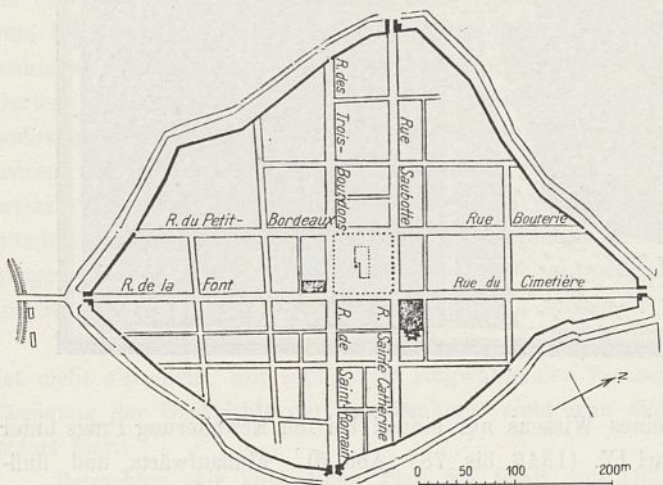 R. des Trois-Bourdons
Rue Saubotte
R. du Petit-Bordeaux
Rue Bouterie
R. de la Font
Rue du Cimetière
R. de Saint-Romain
R. Sainte Catherine
N
0 100 200m